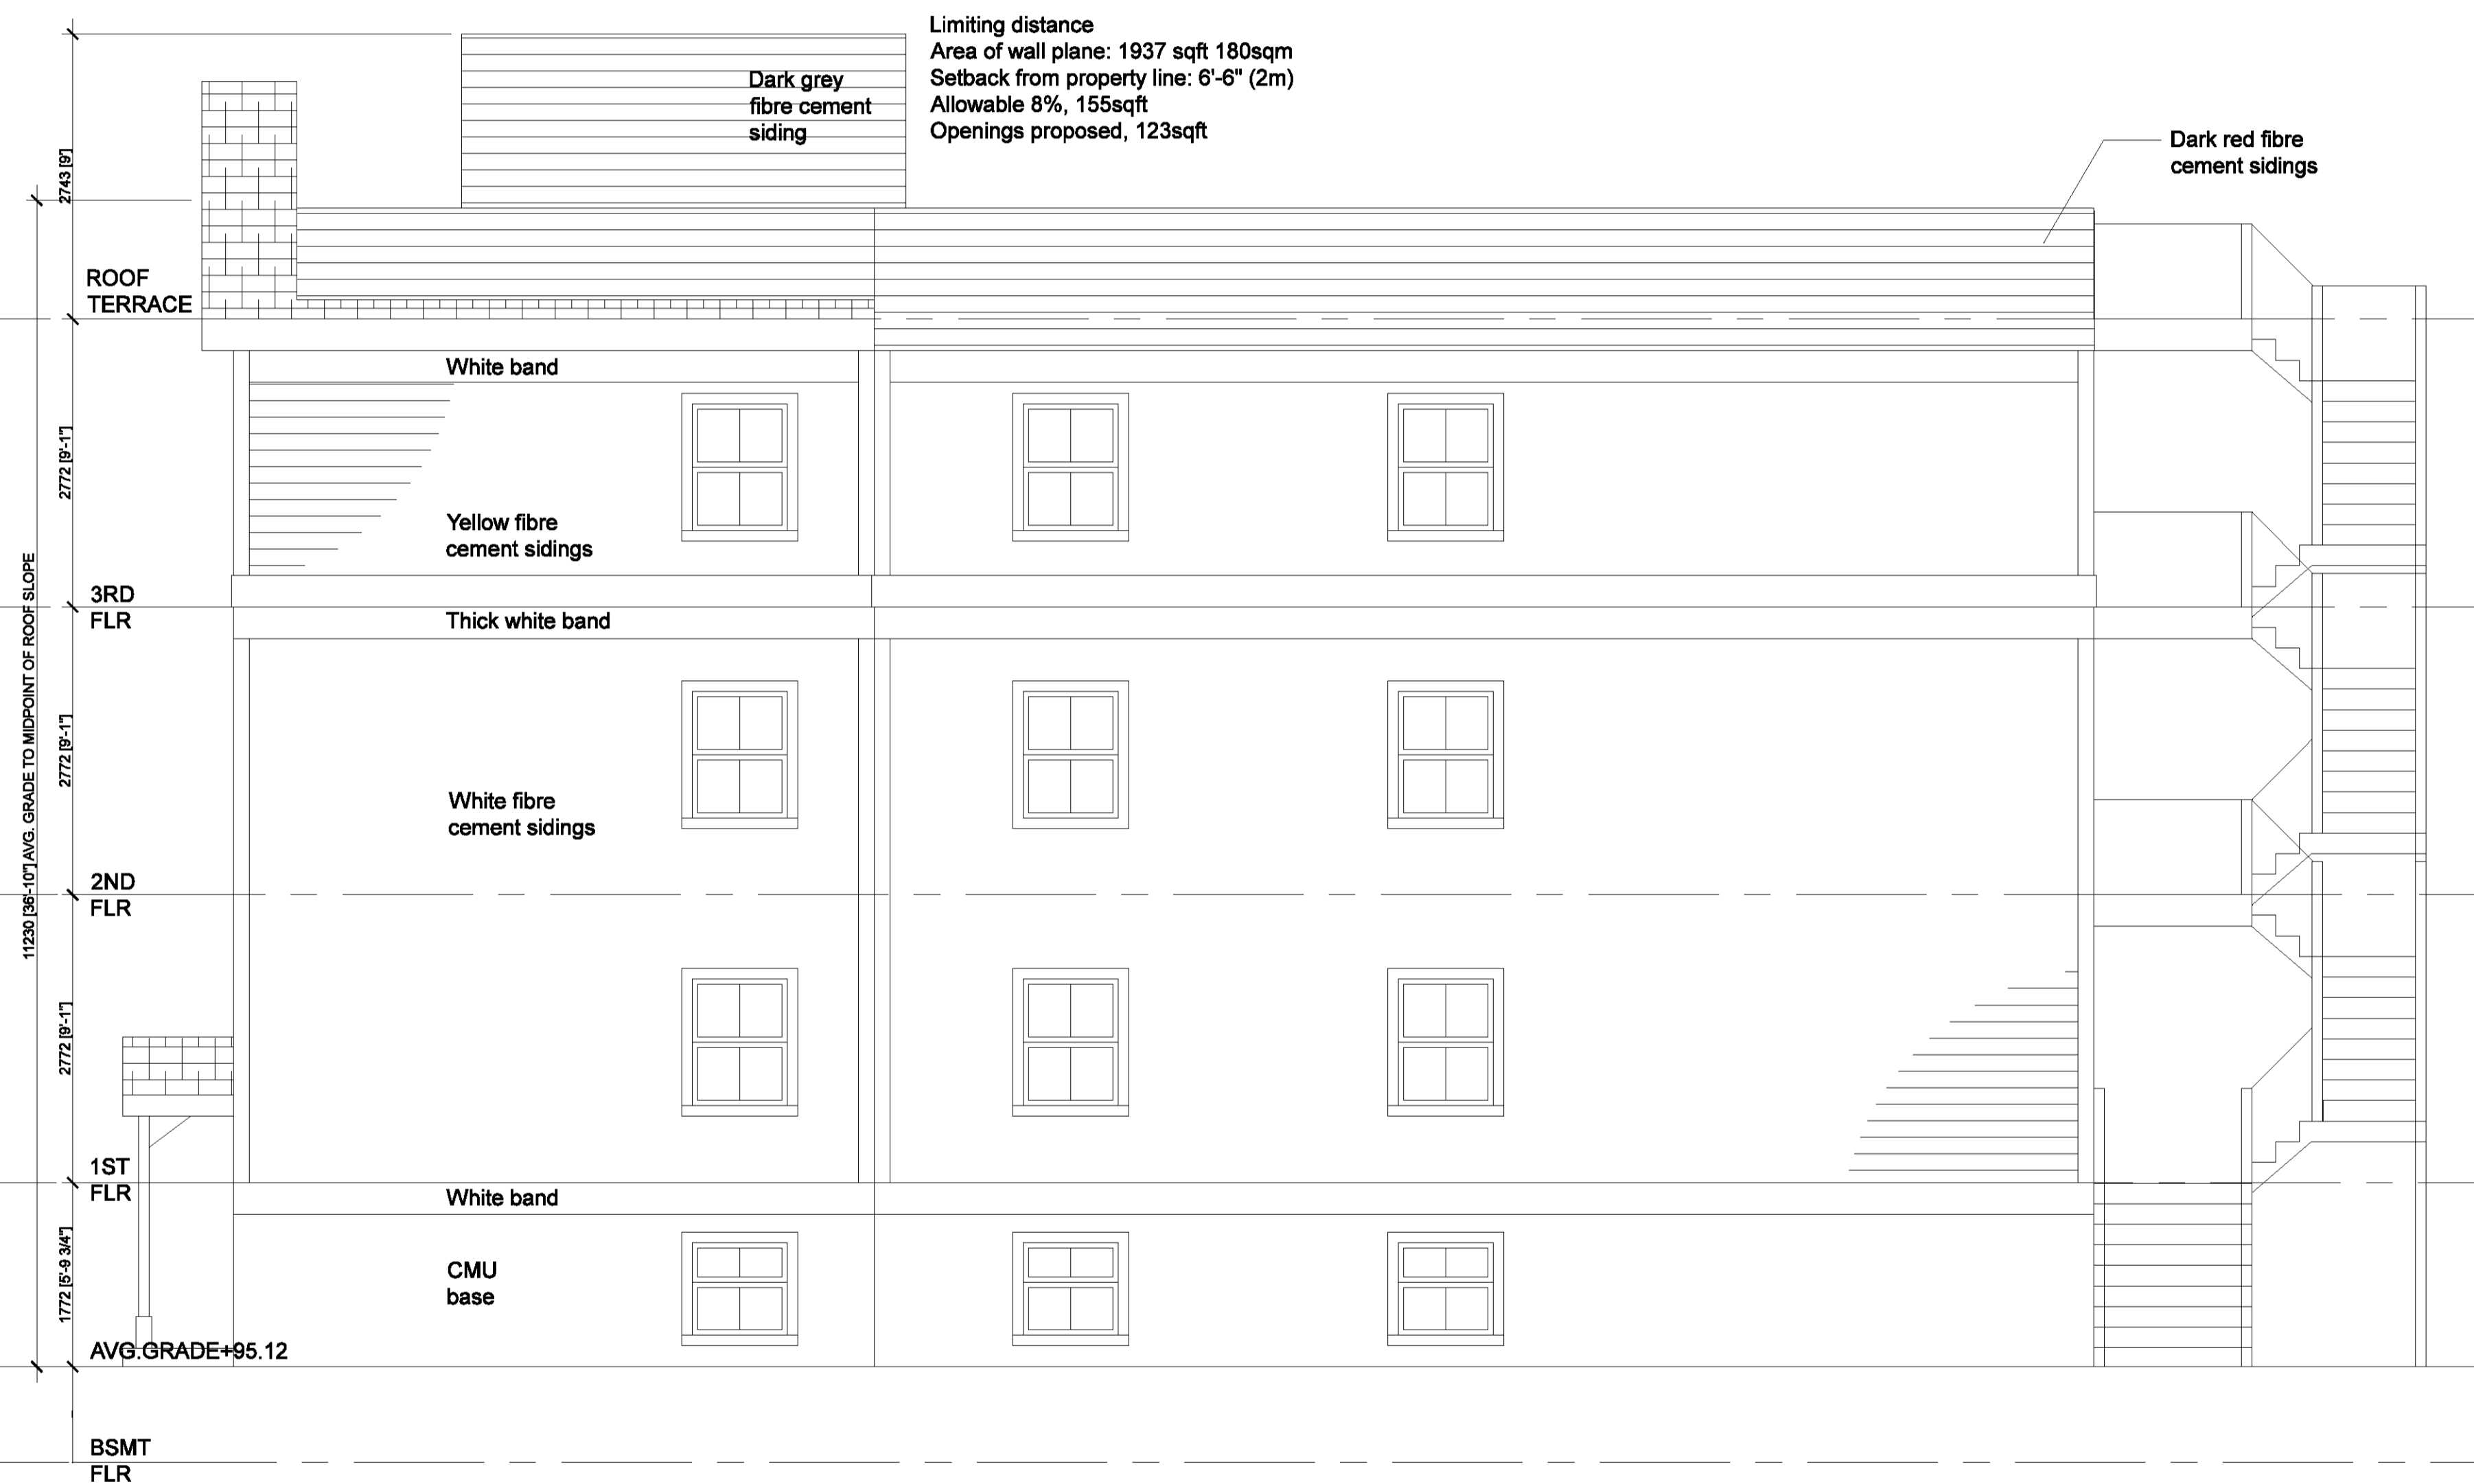 Limiting distance
Area of wall plane: 1937 sqft 180sqm
Setback from property line: 6'-6" (2m)
Allowable 8%, 155sqft
Openings proposed, 123sqft
Dark grey
fibre cement
siding
Dark red fibre
cement sidings
2743 [9']
ROOF
TERRACE
White band
2772 [9'-1"]
Yellow fibre
cement sidings
11230 [36'-10"] AVG. GRADE TO MIDPOINT OF ROOF SLOPE
3RD
FLR
Thick white band
2772 [9'-1"]
White fibre
cement sidings
2ND
FLR
2772 [9'-1"]
1ST
FLR
White band
1772 [5'-9 3/4"]
CMU
base
AVG.GRADE+95.12
BSMT
FLR